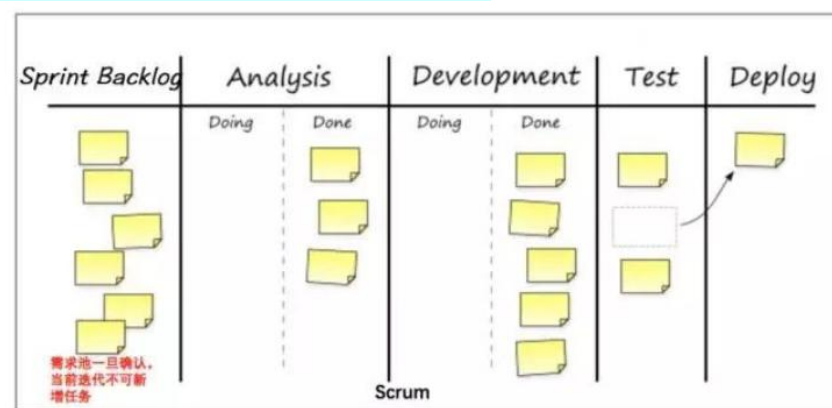 Sprint Backlog Analysis Development Test Deploy
Doing Done Doing Done
需求池一旦确认，
当前迭代不可新
增任务
Scrum